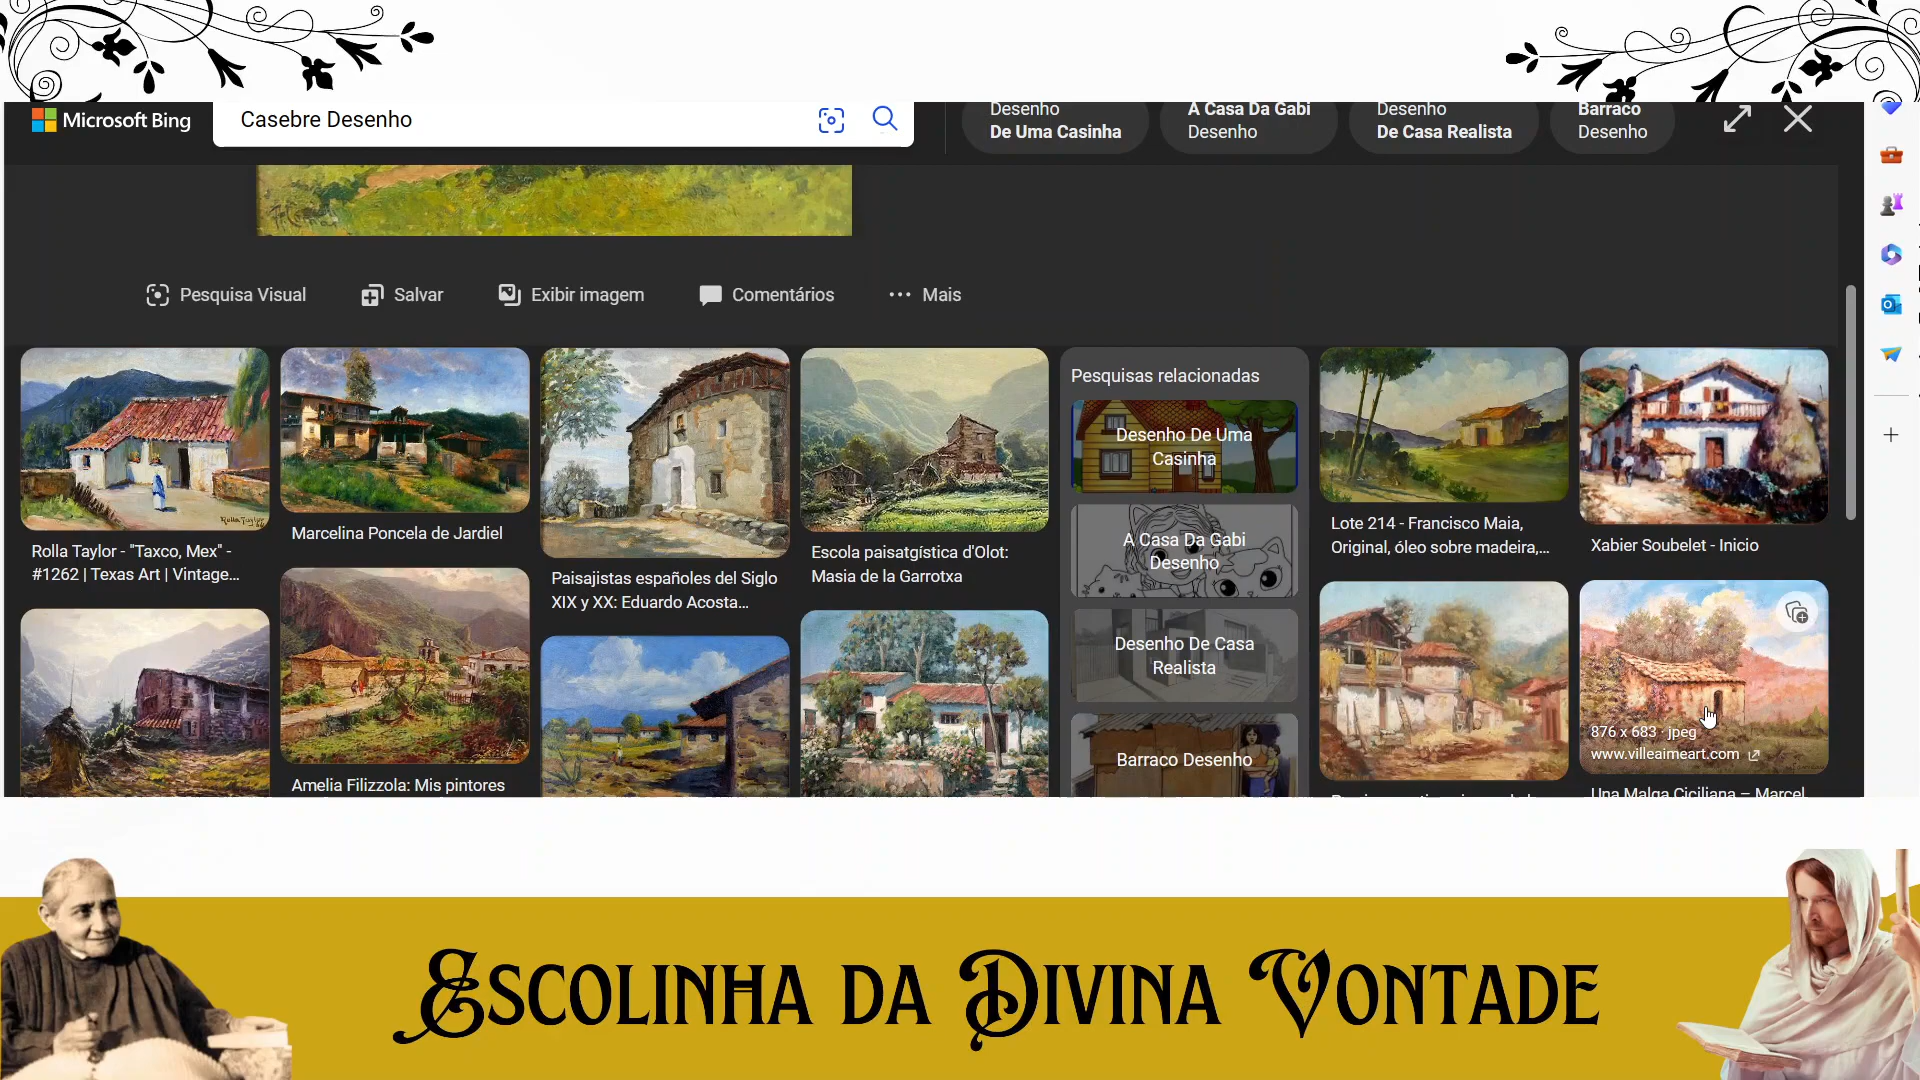 Microsoft Bing
Casebre Desenho
Desenho
De Uma Casinha
A Casa Da Gabi
Desenho
Desenho
De Casa Realista
Barraco
Desenho
Pesquisa Visual
Salvar
Exibir imagem
Comentários
Mais
Rolla Taylor - "Taxco, Mex" -
#1262 | Texas Art | Vintage...
Marcelina Poncela de Jardiel
Paisajistas españoles del Siglo
XIX y XX: Eduardo Acosta...
Escola paisatgística d'Olot:
Masia de la Garrotxa
Pesquisas relacionadas
Desenho De Uma
Casinha
A Casa Da Gabi
Desenho
Desenho De Casa
Realista
Barraco Desenho
Lote 214 - Francisco Maia,
Original, óleo sobre madeira,...
Xabier Soubelet - Inicio
Amelia Filizzola: Mis pintores
876 x 683 · jpeg
www.villeaimeart.com
Una Malga Ciciliana – Marcel
Escolinha da Divina Vontade